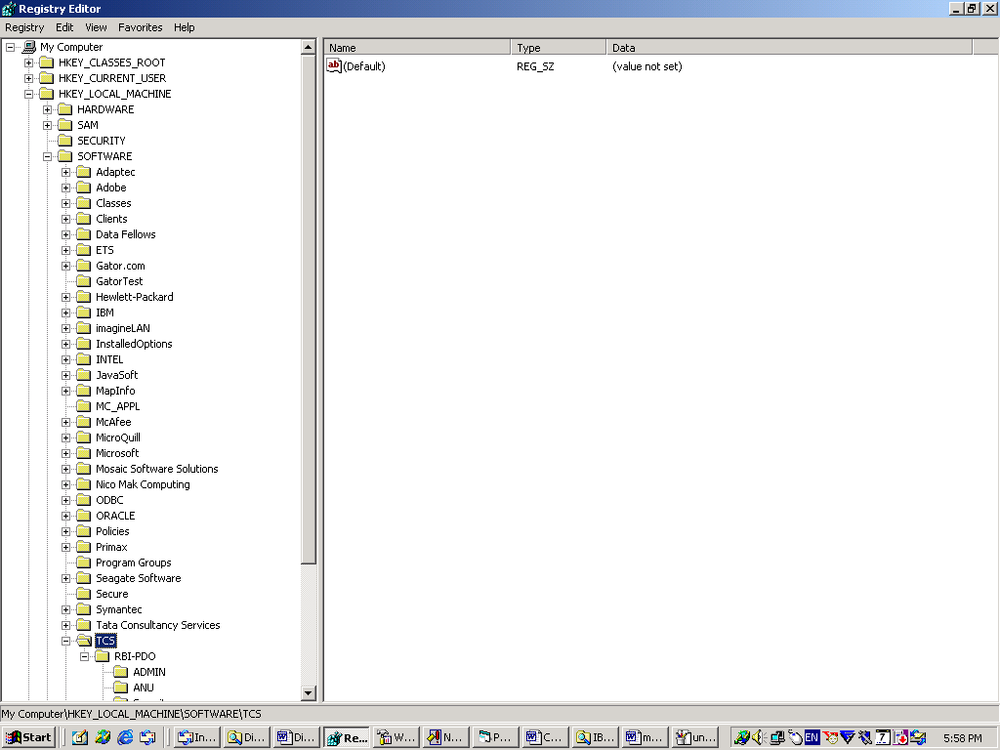 Registry Editor
Registry Edit View Favorites Help
My Computer
HKEY_CLASSES_ROOT
HKEY_CURRENT_USER
HKEY_LOCAL_MACHINE
HARDWARE
SAM
SECURITY
SOFTWARE
Adaptec
Adobe
Classes
Clients
Data Fellows
ETS
Gator.com
GatorTest
Hewlett-Packard
IBM
imagineLAN
InstalledOptions
INTEL
JavaSoft
MapInfo
MC_APPL
McAfee
MicroQuill
Microsoft
Mosaic Software Solutions
Nico Mak Computing
ODBC
ORACLE
Policies
Primax
Program Groups
Seagate Software
Secure
Symantec
Tata Consultancy Services
TCS
RBI-PDO
ADMIN
ANU
Name Type Data
ab (Default) REG_SZ (value not set)
My Computer\HKEY_LOCAL_MACHINE\SOFTWARE\TCS
Start In... Di... Di... Re... W... N... P... C... IB... m... un... EN 7 5:58 PM